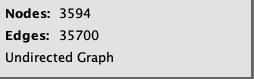 Nodes: 3594
Edges: 35700
Undirected Graph